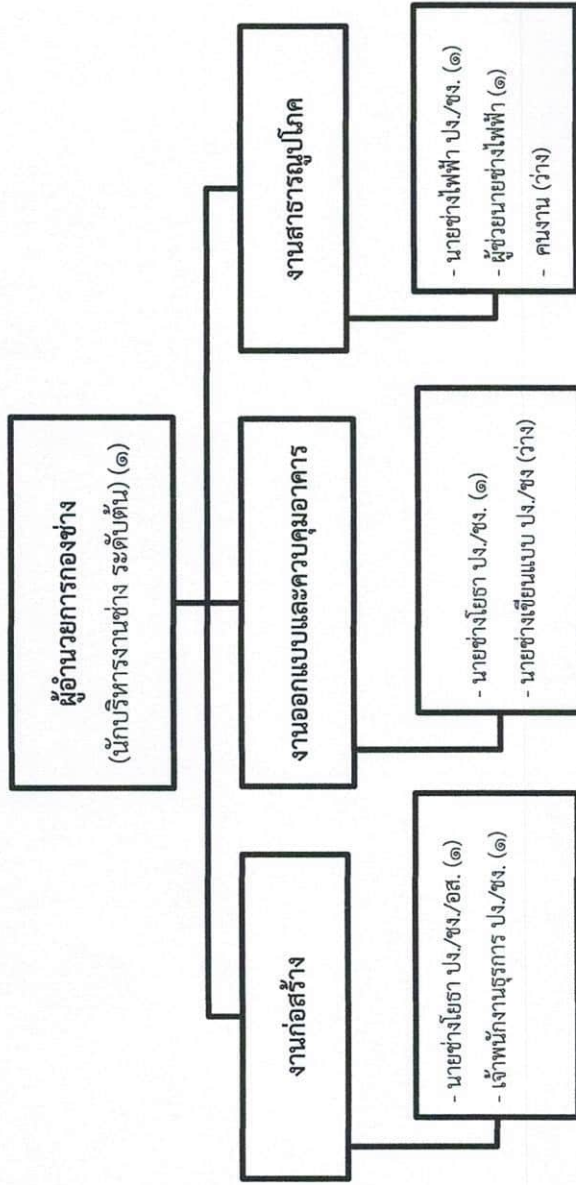 ผู้อำนวยการกองช่าง
(นักบริหารงานช่าง ระดับต้น) (๑)
งานก่อสร้าง
- นายช่างโยธา ปง./ชง./อส. (๑)
- เจ้าพนักงานธุรการ ปง./ชง. (๑)
งานออกแบบและควบคุมอาคาร
- นายช่างโยธา ปง./ชง. (๑)
- นายช่างเขียนแบบ ปง./ชง (ว่าง)
งานสาธารณูปโภค
- นายช่างไฟฟ้า ปง./ชง. (๑)
- ผู้ช่วยนายช่างไฟฟ้า (๑)
- คนงาน (ว่าง)